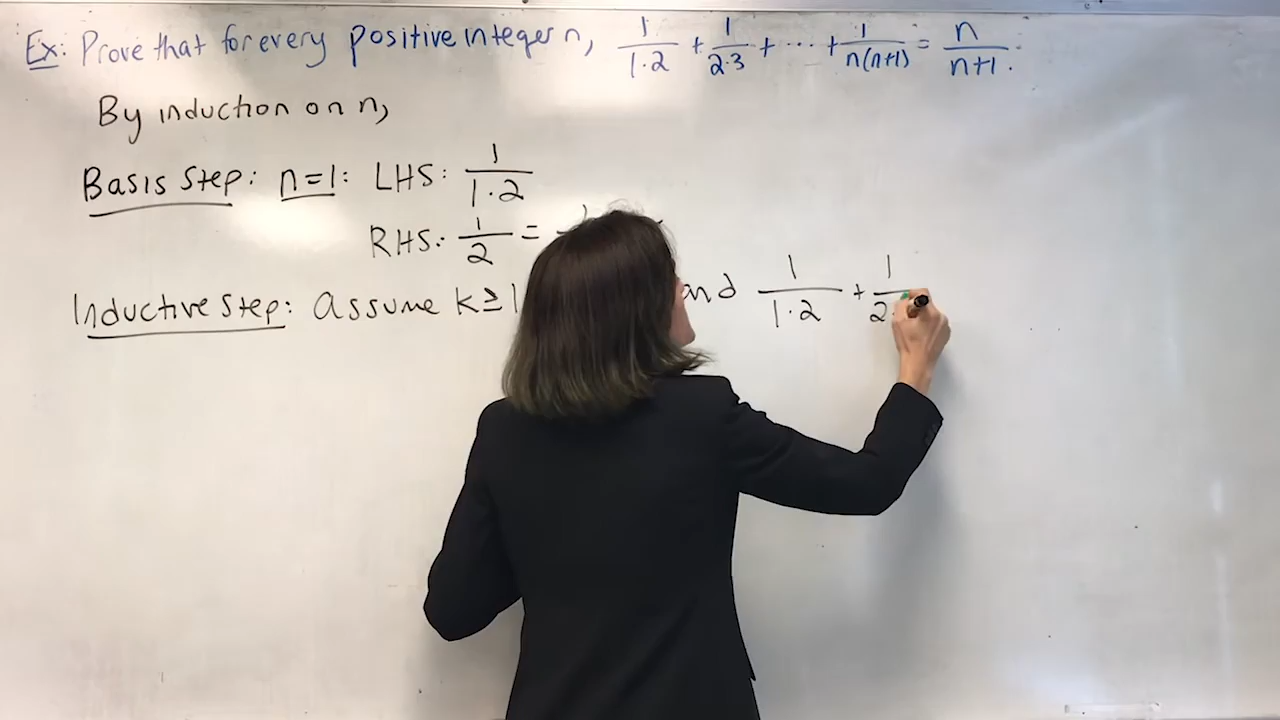 Ex: Prove that for every positive integer n, 1/(1·2) + 1/(2·3) + ⋯ + 1/(n(n+1)) = n/(n+1).
By induction on n,
Basis Step: n=1: LHS: 1/(1·2)
RHS: 1/2 =
Inductive Step: Assume k≥1 and 1/(1·2) + 1/2